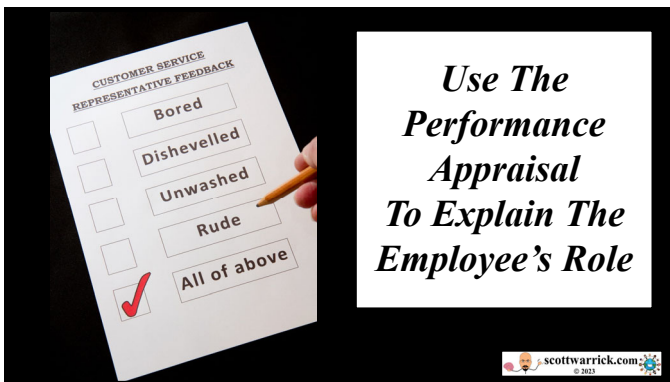 CUSTOMER SERVICE
REPRESENTATIVE FEEDBACK
Bored
Dishevelled
Unwashed
Rude
All of above
Use The
Performance
Appraisal
To Explain The
Employee’s Role
scottwarrick.com
© 2023